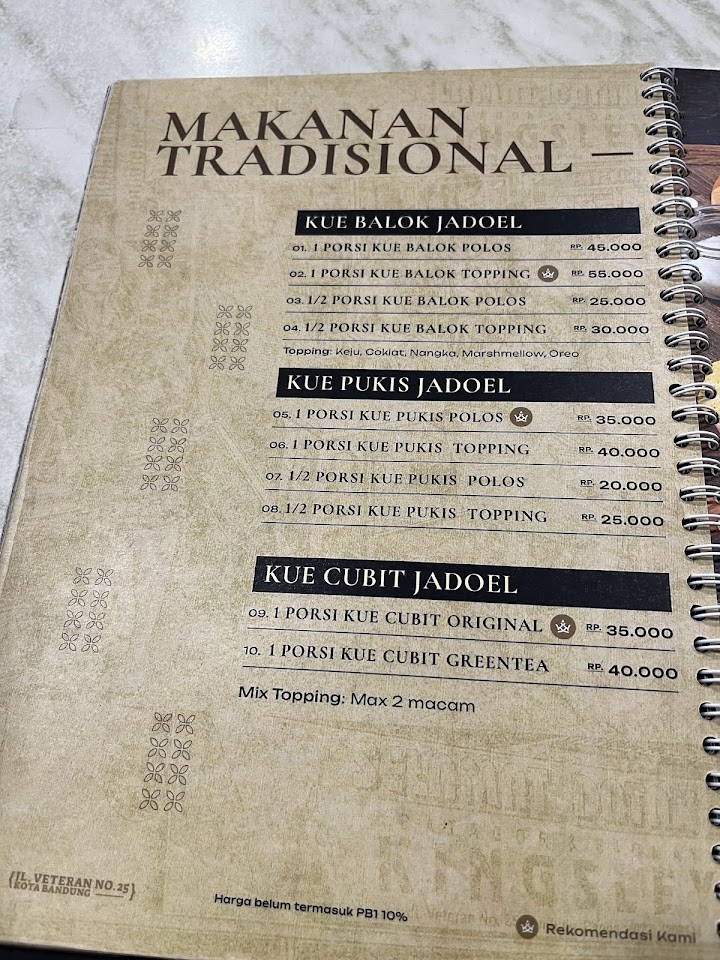 MAKANAN
TRADISIONAL —
KUE BALOK JADOEL
01. 1 PORSI KUE BALOK POLOS RP. 45.000
02. 1 PORSI KUE BALOK TOPPING RP. 55.000
03. 1/2 PORSI KUE BALOK POLOS RP. 25.000
04. 1/2 PORSI KUE BALOK TOPPING RP. 30.000
Topping: Keju, Coklat, Nangka, Marshmellow, Oreo
KUE PUKIS JADOEL
05. 1 PORSI KUE PUKIS POLOS RP. 35.000
06. 1 PORSI KUE PUKIS TOPPING RP. 40.000
07. 1/2 PORSI KUE PUKIS POLOS RP. 20.000
08. 1/2 PORSI KUE PUKIS TOPPING RP. 25.000
KUE CUBIT JADOEL
09. 1 PORSI KUE CUBIT ORIGINAL RP. 35.000
10. 1 PORSI KUE CUBIT GREENTEA RP. 40.000
Mix Topping: Max 2 macam
JL. VETERAN NO.25
KOTA BANDUNG
Harga belum termasuk PB1 10%
Rekomendasi Kami